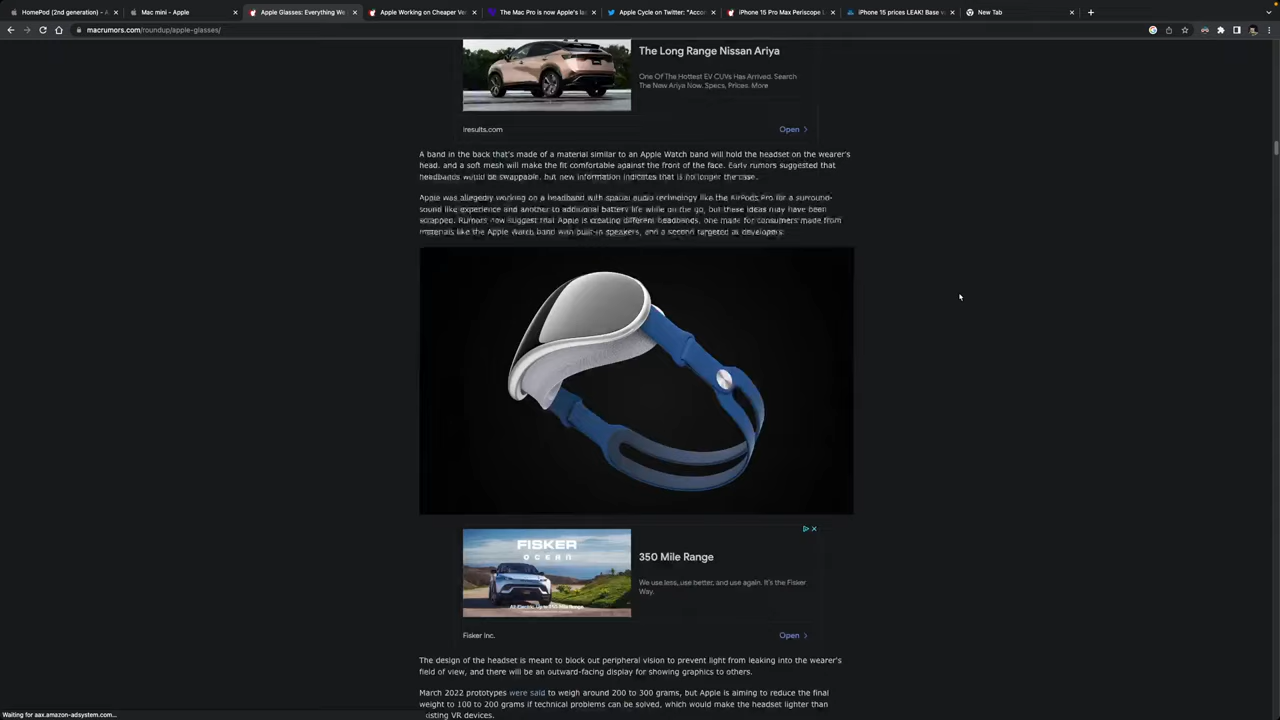 HomePod (2nd generation) - A
Mac mini - Apple
Apple Glasses: Everything We
Apple Working on Cheaper Ver
The Mac Pro is now Apple's la
Apple Cycle on Twitter: "Acco
iPhone 15 Pro Max Periscope L
iPhone 15 prices LEAK! Base v
New Tab
macrumors.com/roundup/apple-glasses/
The Long Range Nissan Ariya
One Of The Hottest EV CUVs Has Arrived. Search
The New Ariya Now. Specs, Prices. More
iresults.com
Open
A band in the back that's made of a material similar to an Apple Watch band will hold the headset on the wearer's
head, and a soft mesh will make the fit comfortable against the front of the face. Early rumors suggested that
headbands would be swappable, but new information indicates that is no longer the case.
Apple was allegedly working on a headband with spatial audio technology like the AirPods Pro for a surround-
sound like experience and another to additional battery life while on the go, but these ideas may have been
scrapped. Rumors now suggest that Apple is creating different headbands, one made for consumers made from
materials like the Apple Watch band with built-in speakers, and a second targeted as developers.
FISKER
OCEAN
All-Electric. Up to 350-mile Range.
350 Mile Range
We use less, use better, and use again. It's the Fisker
Way.
Fisker Inc.
Open
The design of the headset is meant to block out peripheral vision to prevent light from leaking into the wearer's
field of view, and there will be an outward-facing display for showing graphics to others.
March 2022 prototypes were said to weigh around 200 to 300 grams, but Apple is aiming to reduce the final
weight to 100 to 200 grams if technical problems can be solved, which would make the headset lighter than
existing VR devices.
Waiting for aax.amazon-adsystem.com...